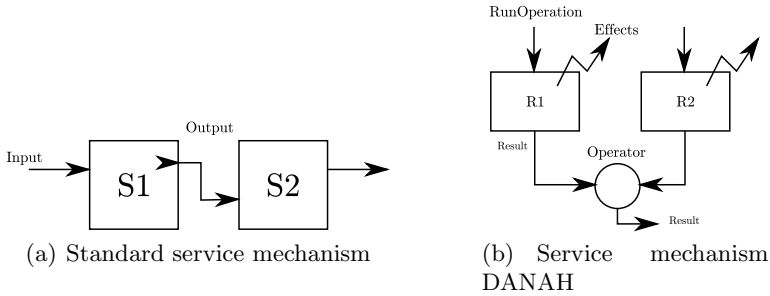 Input
S1
Output
S2
(a) Standard service mechanism
RunOperation
Effects
R1
R2
Result
Operator
Result
(b) Service mechanism
DANAH